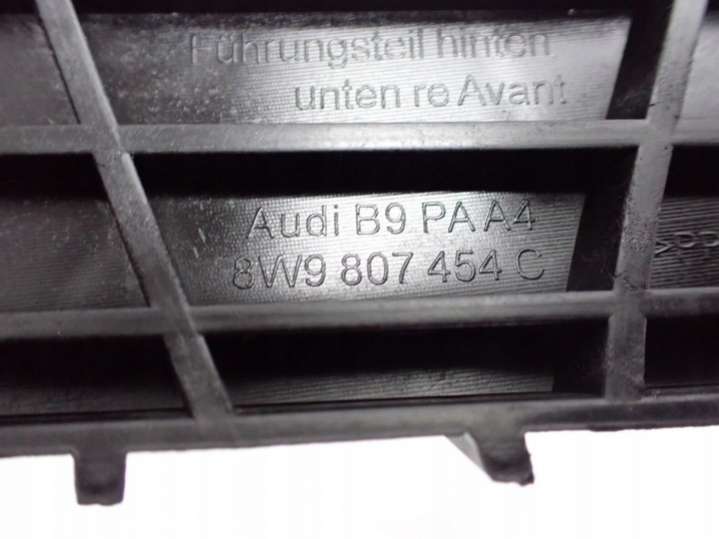 Führungsteil hinten
unten re Avant
Audi B9 PA A4
8W9 807 454 C